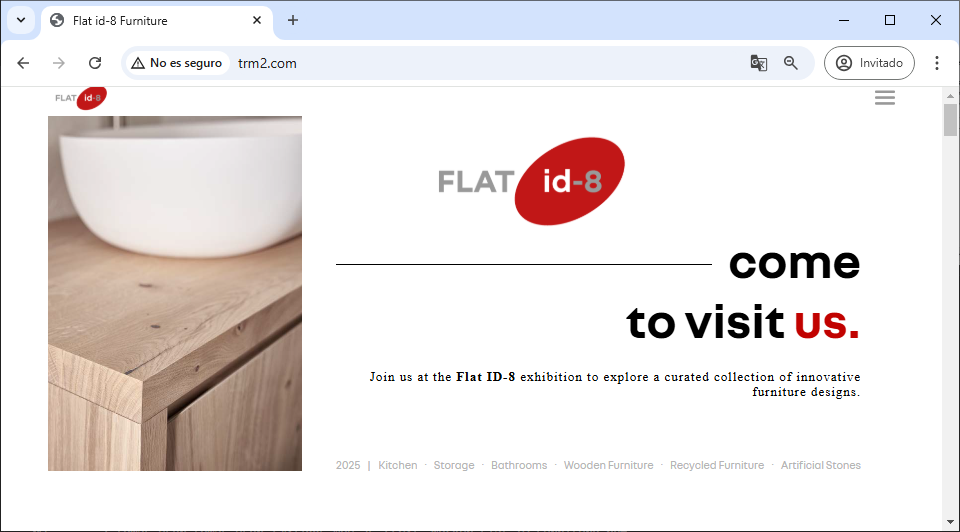 Flat id-8 Furniture
No es seguro
trm2.com
Invitado
FLAT id-8
FLAT id-8
come
to visit us.
Join us at the Flat ID-8 exhibition to explore a curated collection of innovative
furniture designs.
2025 | Kitchen · Storage · Bathrooms · Wooden Furniture · Recycled Furniture · Artificial Stones